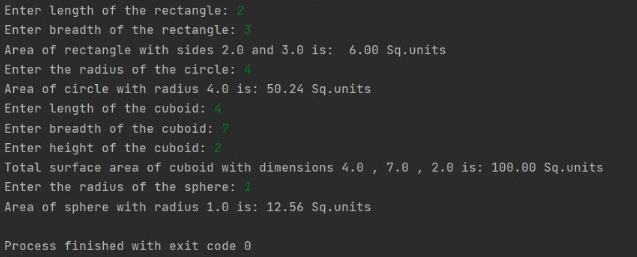 Enter length of the rectangle: 2
Enter breadth of the rectangle: 3
Area of rectangle with sides 2.0 and 3.0 is:  6.00 Sq.units
Enter the radius of the circle: 4
Area of circle with radius 4.0 is: 50.24 Sq.units
Enter length of the cuboid: 4
Enter breadth of the cuboid: 7
Enter height of the cuboid: 2
Total surface area of cuboid with dimensions 4.0 , 7.0 , 2.0 is: 100.00 Sq.units
Enter the radius of the sphere: 1
Area of sphere with radius 1.0 is: 12.56 Sq.units
Process finished with exit code 0